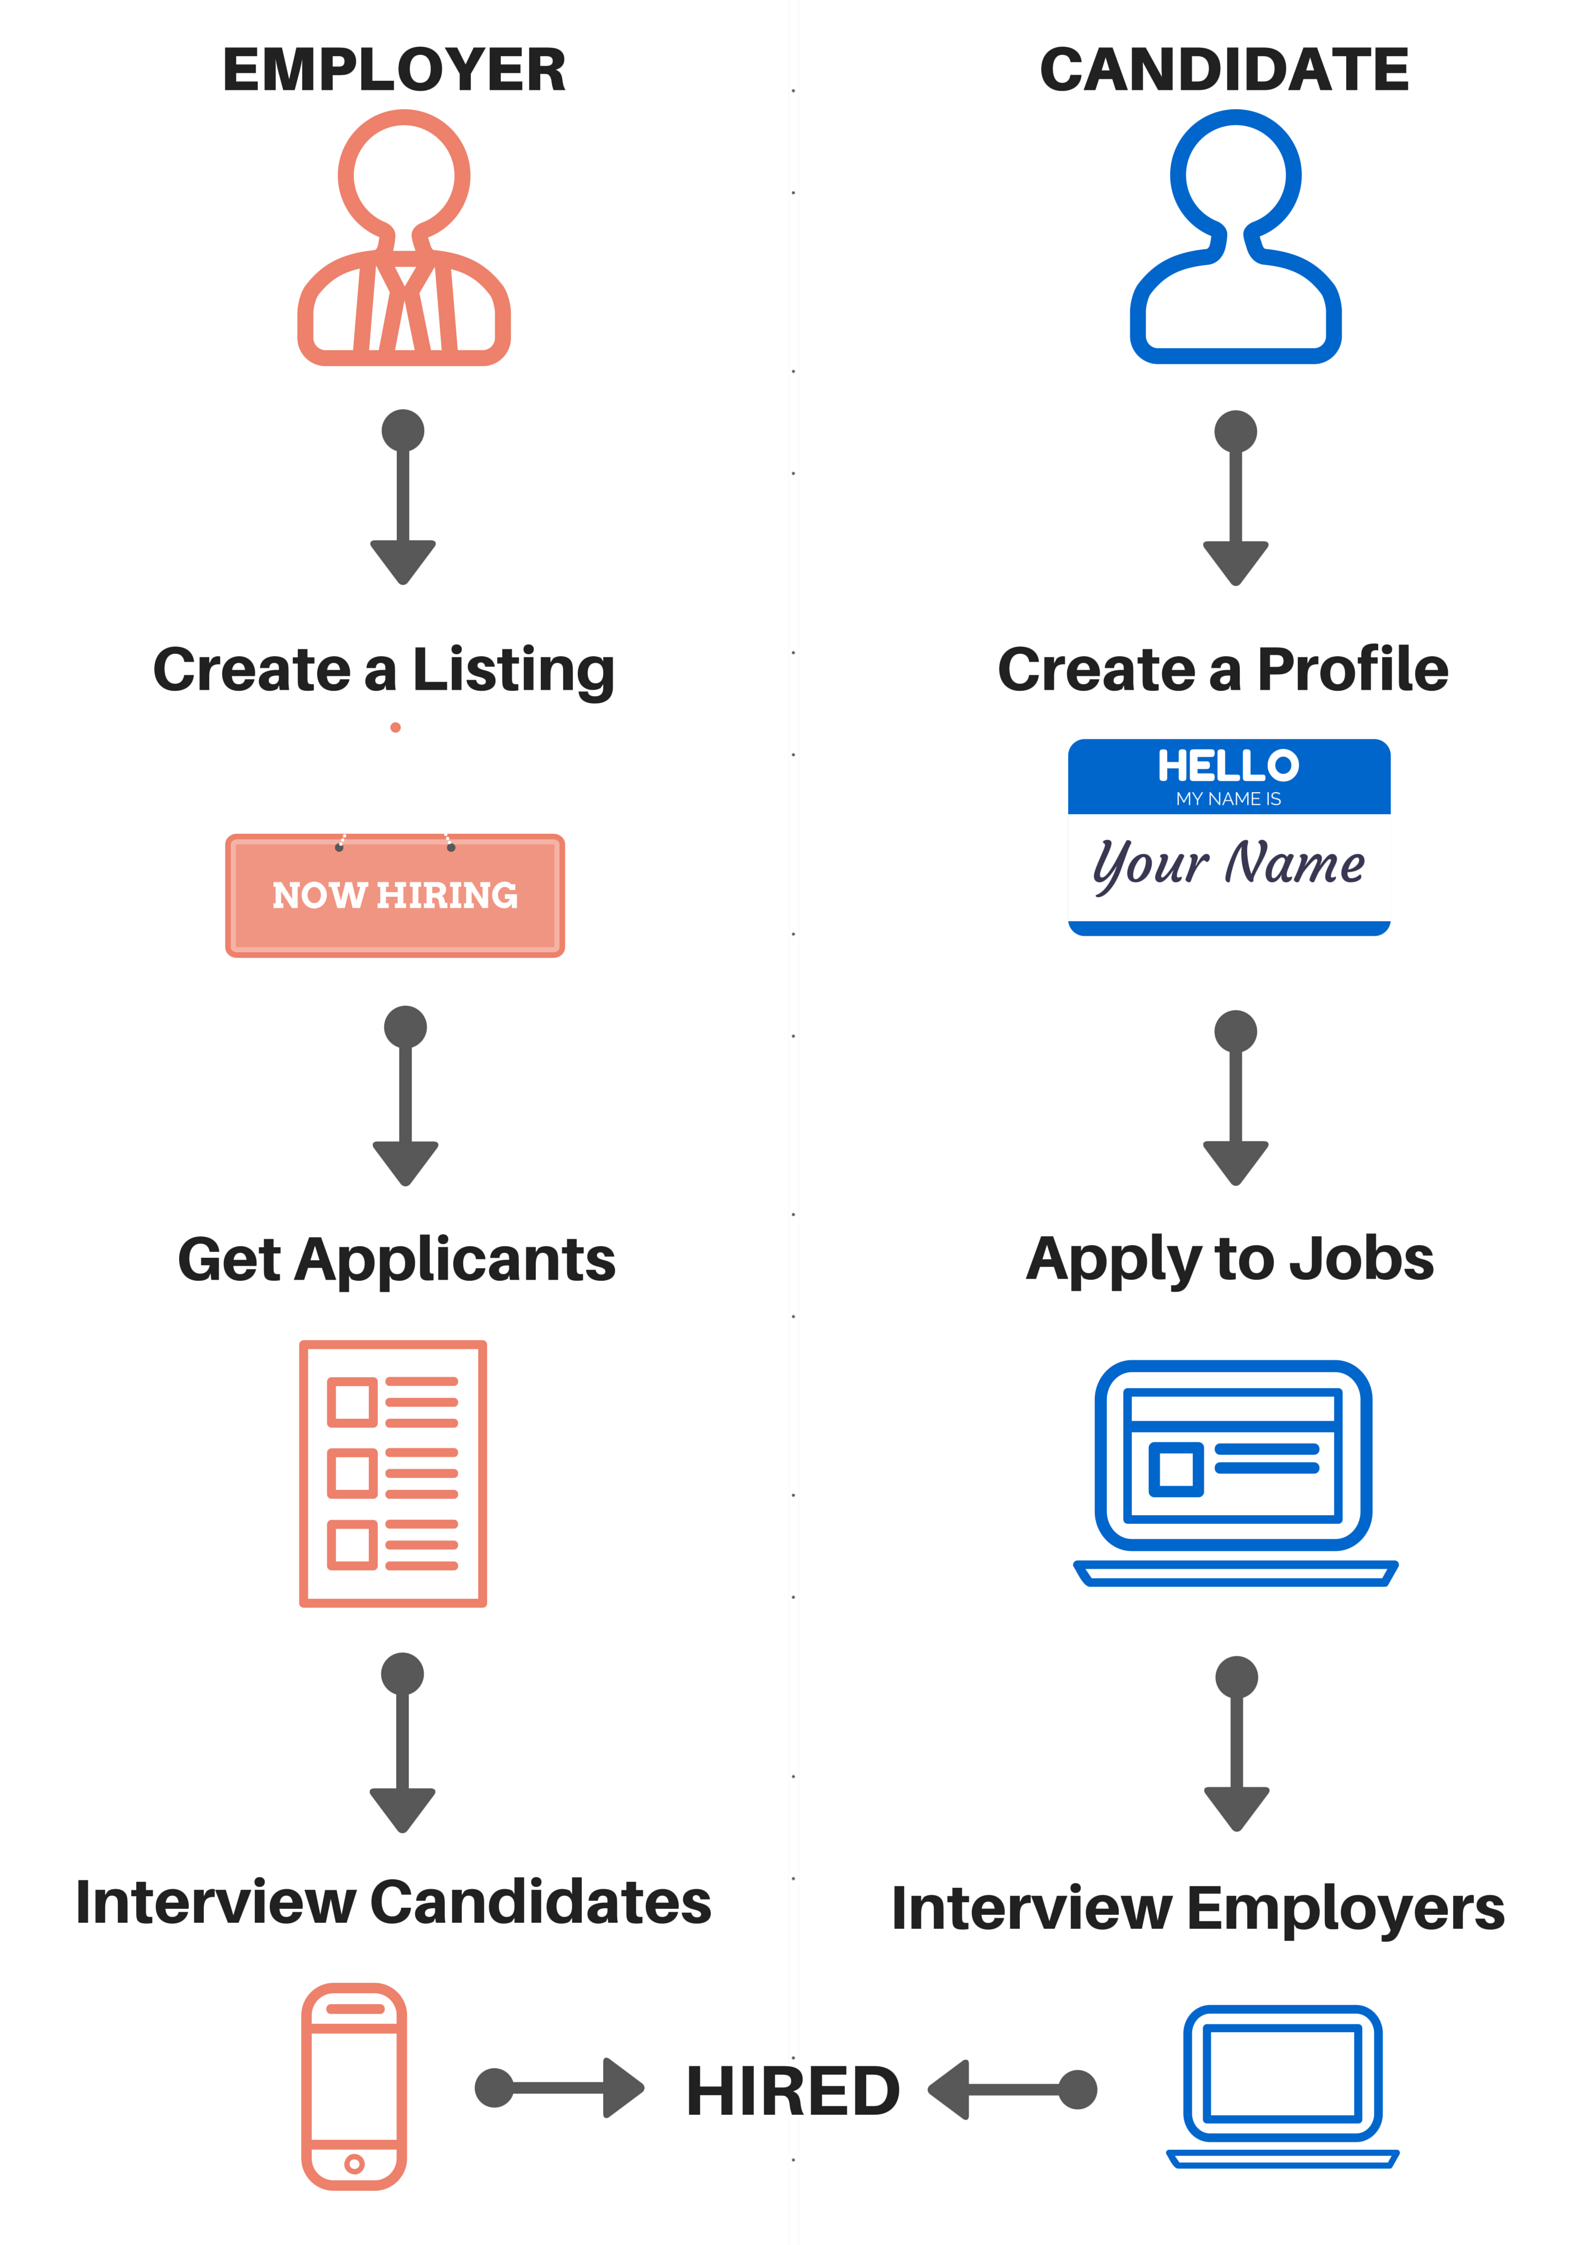 EMPLOYER
Create a Listing
NOW HIRING
Get Applicants
Interview Candidates
CANDIDATE
Create a Profile
HELLO
MY NAME IS
Your Name
Apply to Jobs
Interview Employers
HIRED